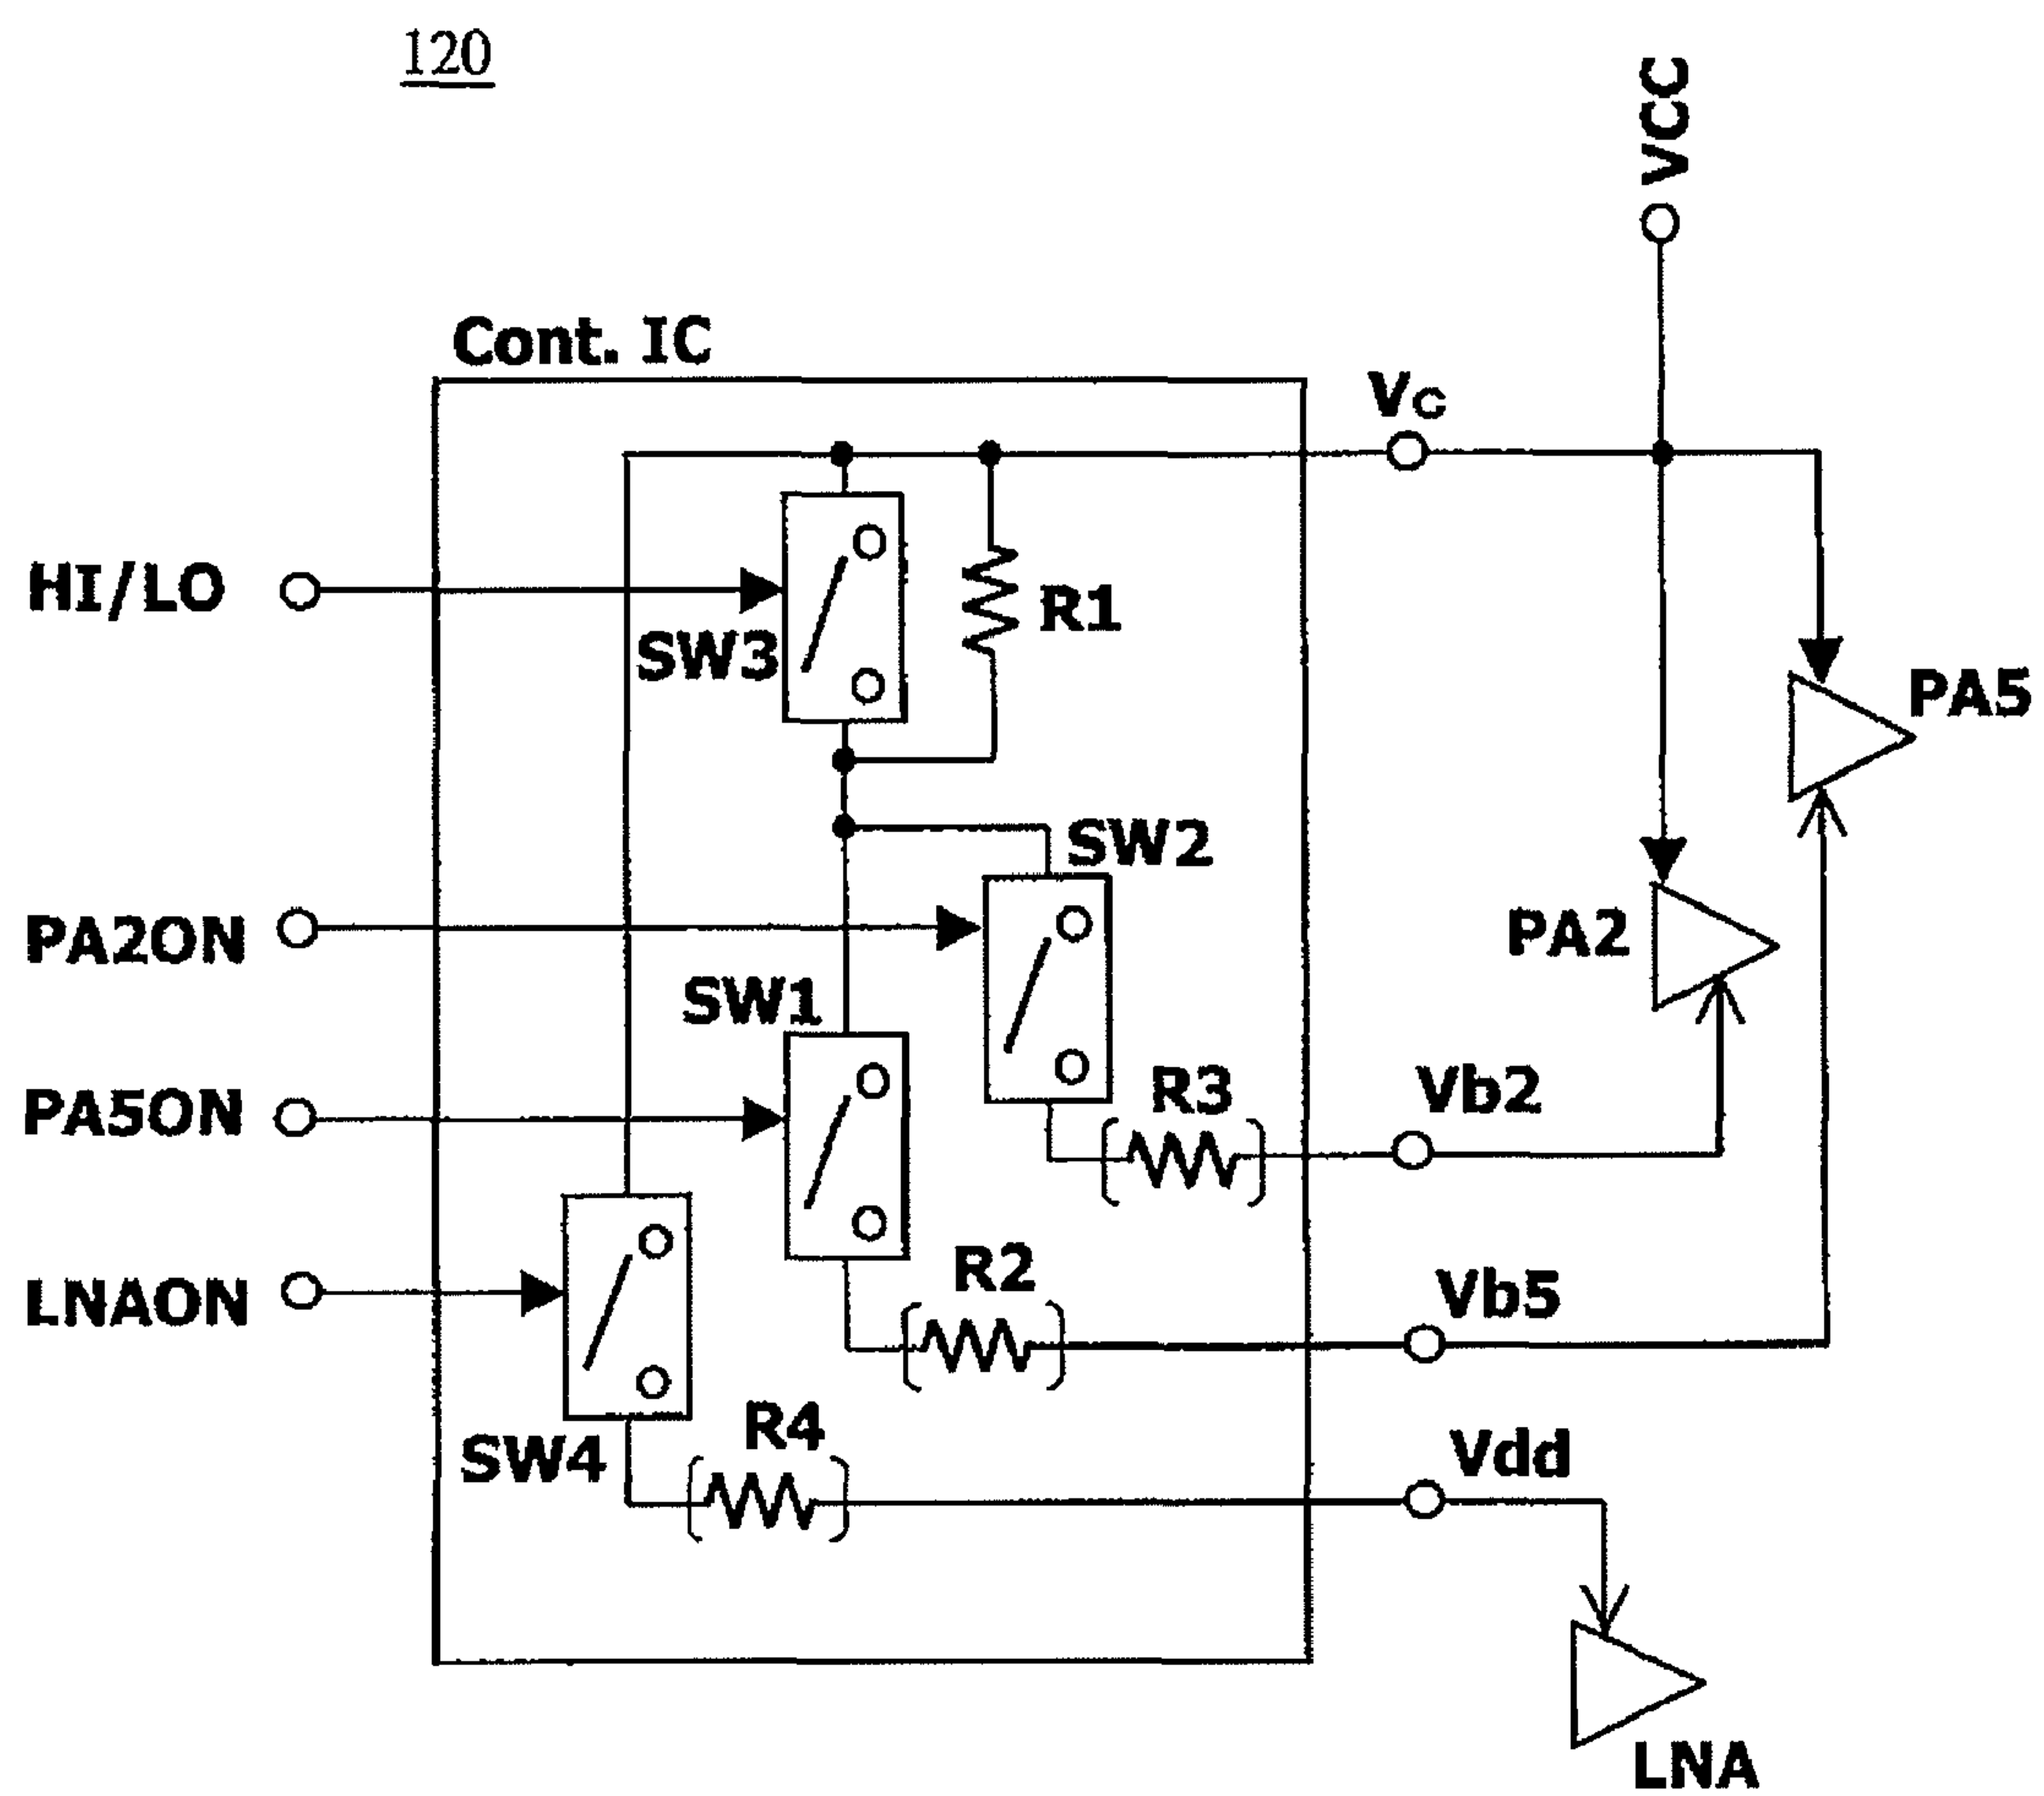 120
VCC
Cont. IC
VC
HI/LO
SW3
R1
PA5
SW2
PA2ON
PA2
SW1
R3
Vb2
PA5ON
R2
Vb5
LNAON
R4
Vdd
SW4
LNA